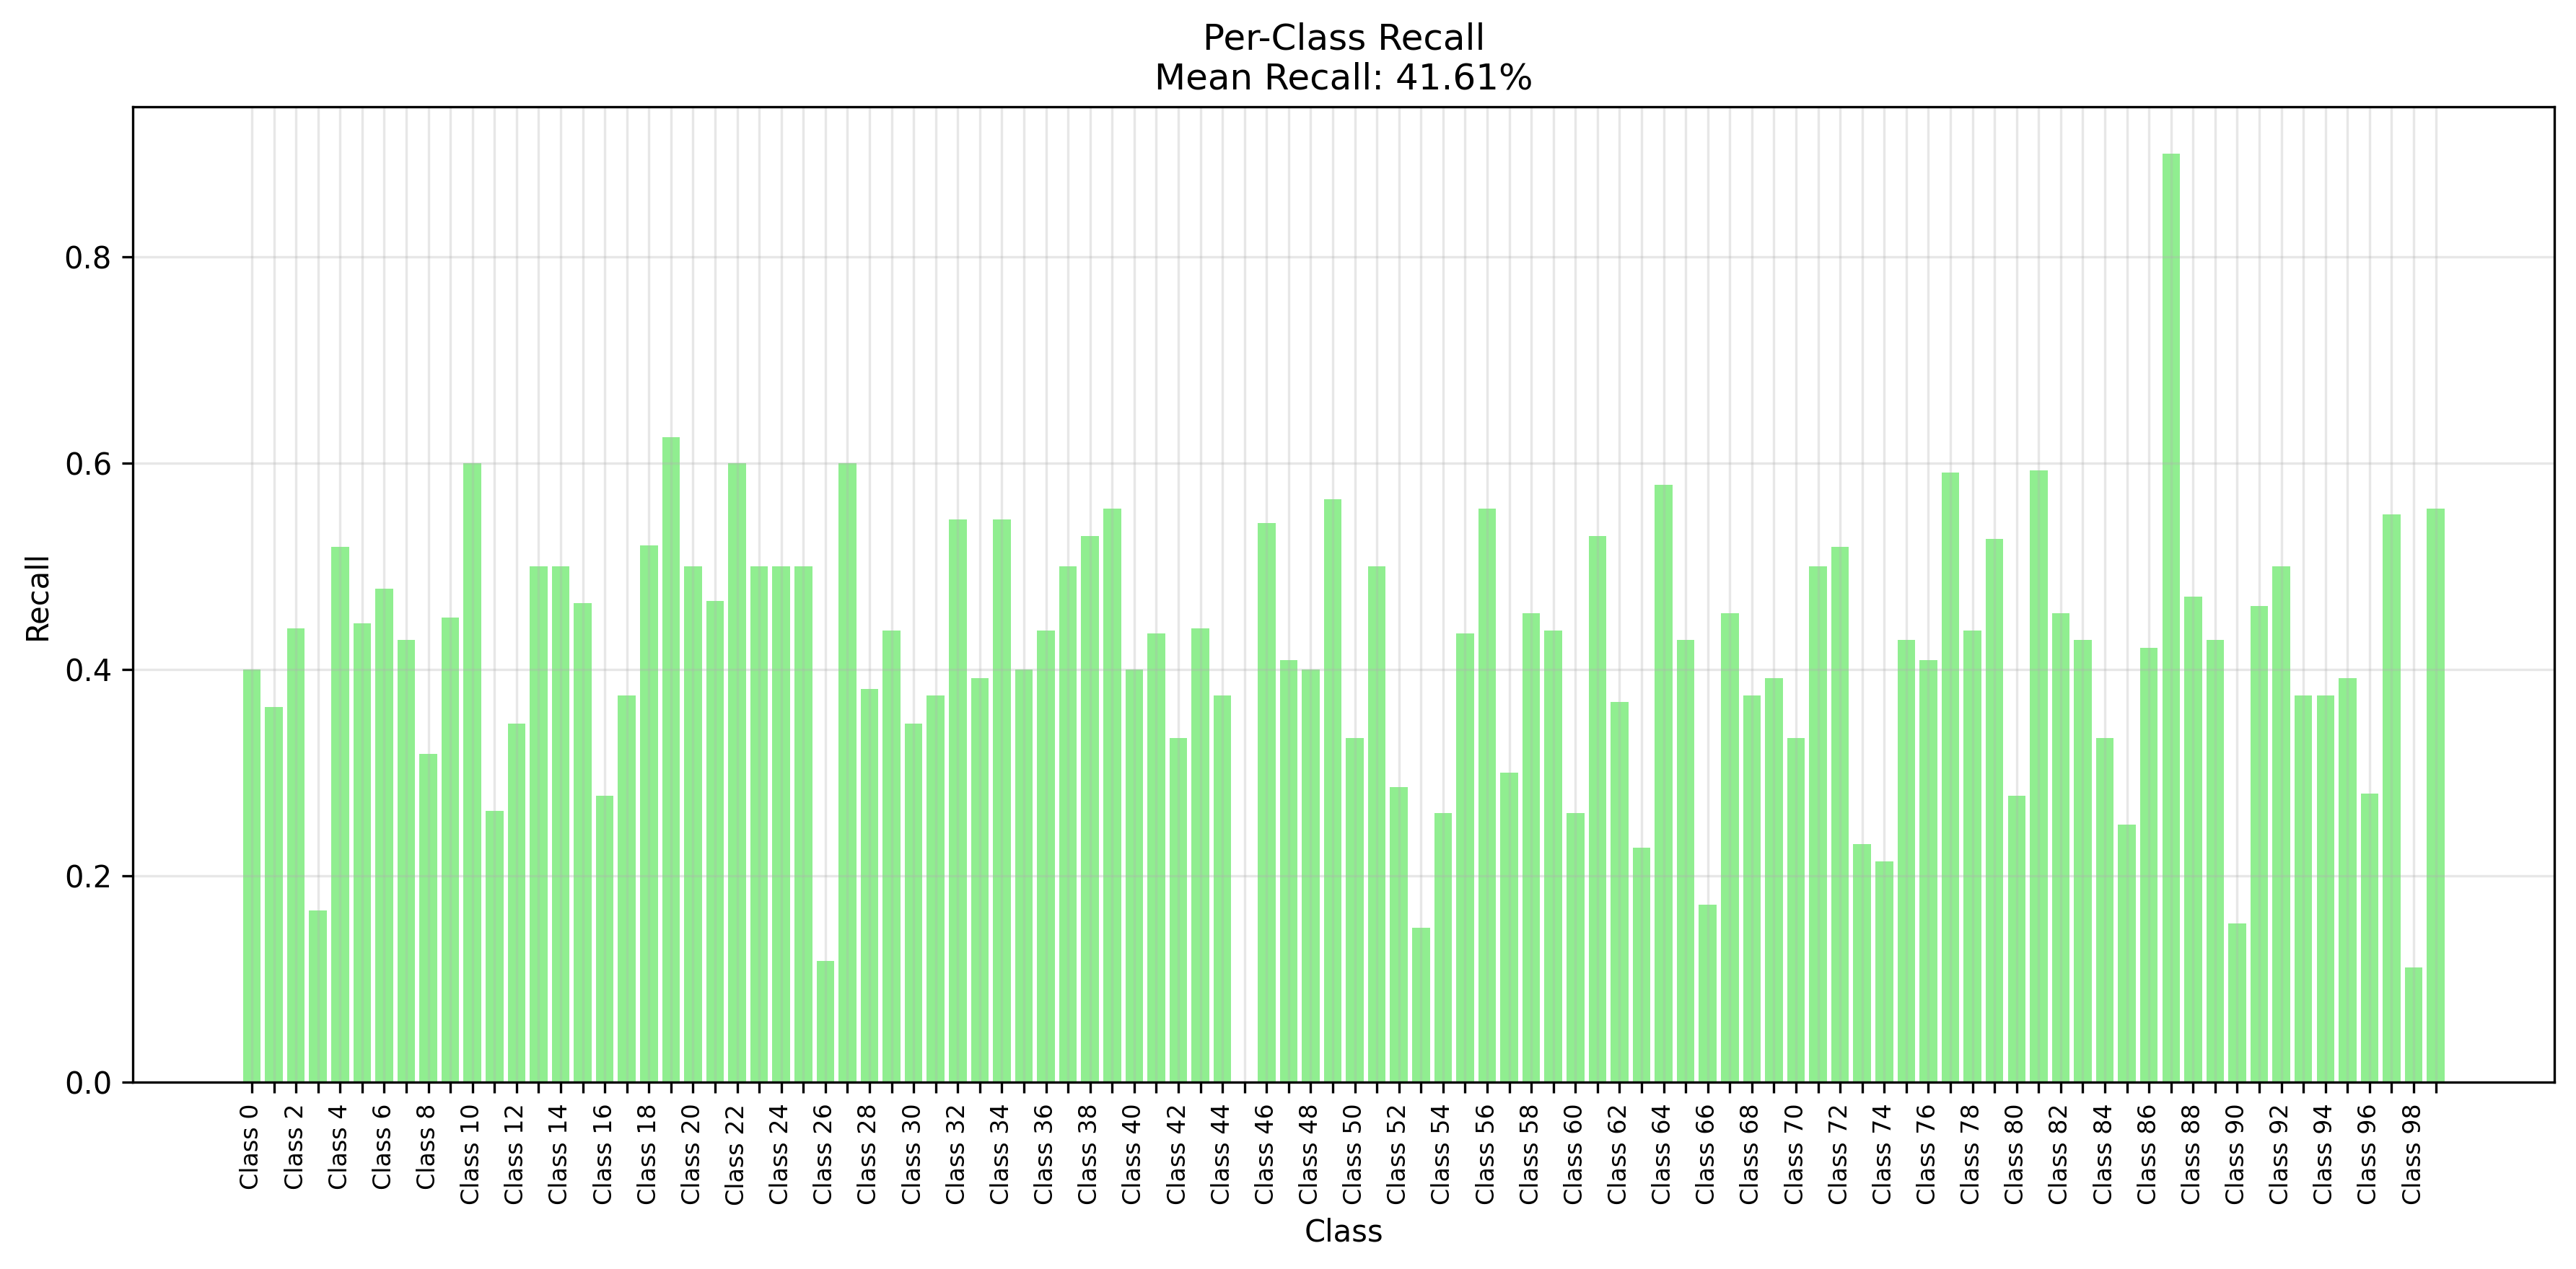 Per-Class Recall
Mean Recall: 41.61%
Recall
0.8
0.6
0.4
0.2
0.0
Class 0
Class 2
Class 4
Class 6
Class 8
Class 10
Class 12
Class 14
Class 16
Class 18
Class 20
Class 22
Class 24
Class 26
Class 28
Class 30
Class 32
Class 34
Class 36
Class 38
Class 40
Class 42
Class 44
Class 46
Class 48
Class 50
Class 52
Class 54
Class 56
Class 58
Class 60
Class 62
Class 64
Class 66
Class 68
Class 70
Class 72
Class 74
Class 76
Class 78
Class 80
Class 82
Class 84
Class 86
Class 88
Class 90
Class 92
Class 94
Class 96
Class 98
Class